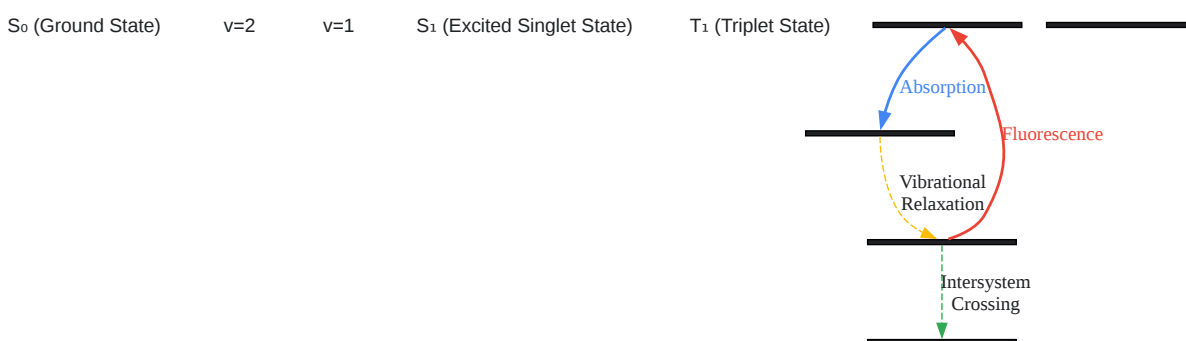 S₀ (Ground State) v=2 v=1 S₁ (Excited Singlet State) T₁ (Triplet State)
Absorption
Fluorescence
Vibrational
Relaxation
Intersystem
Crossing